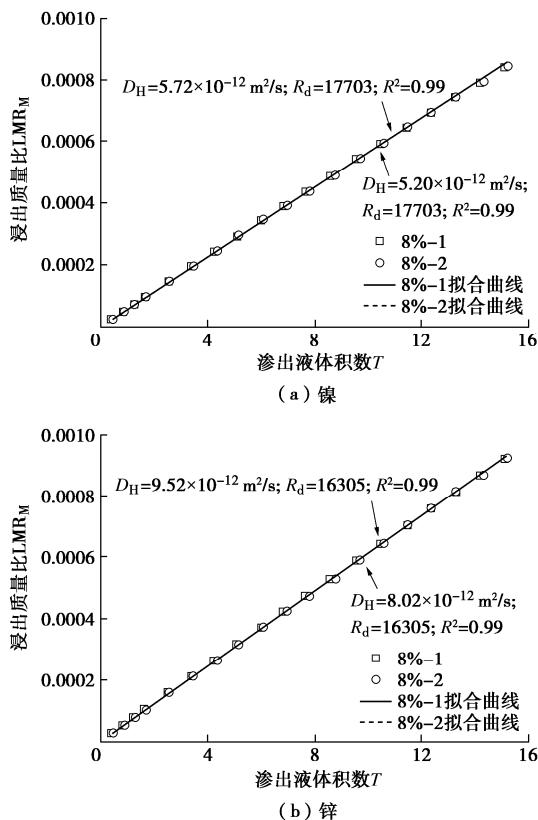 0.0010
0.0008
0.0006
0.0004
0.0002
浸出质量比LMR_M
D_H=5.72×10⁻¹² m²/s; R_d=17703; R²=0.99
D_H=5.20×10⁻¹² m²/s;
R_d=17703; R²=0.99
8%-1
8%-2
8%-1拟合曲线
8%-2拟合曲线
0 4 8 12 16
渗出液体积数T
(a) 镍
0.0010
0.0008
0.0006
0.0004
0.0002
浸出质量比LMR_M
D_H=9.52×10⁻¹² m²/s; R_d=16305; R²=0.99
D_H=8.02×10⁻¹² m²/s;
R_d=16305; R²=0.99
8%-1
8%-2
8%-1拟合曲线
8%-2拟合曲线
0 4 8 12 16
渗出液体积数T
(b) 锌